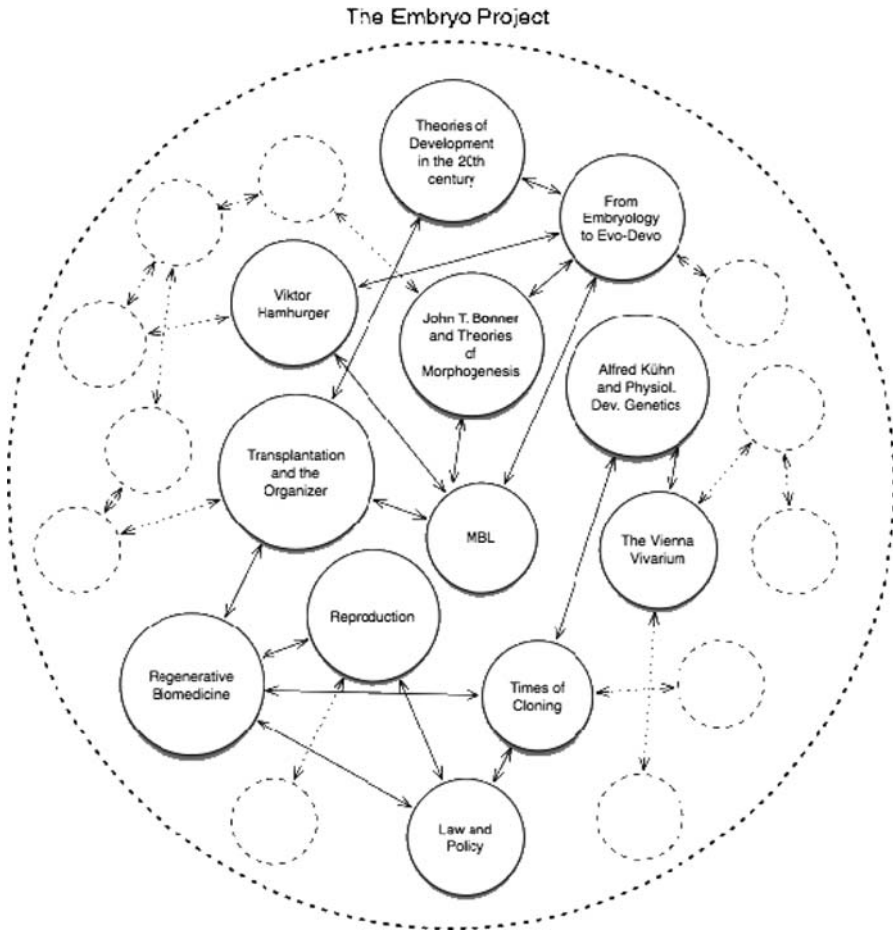 The Embryo Project
Theories of
Development
in the 20th
century
From
Embryology
to Evo-Devo
Viktor
Hamhurger
John T. Bonner
and Theories
of
Morphogenesis
Alfred Kühn
and Physiol.
Dev. Genetics
Transplantation
and the
Organizer
MBL
The Vienna
Vivarium
Reproduction
Regenerative
Biomedicine
Times of
Cloning
Law and
Policy